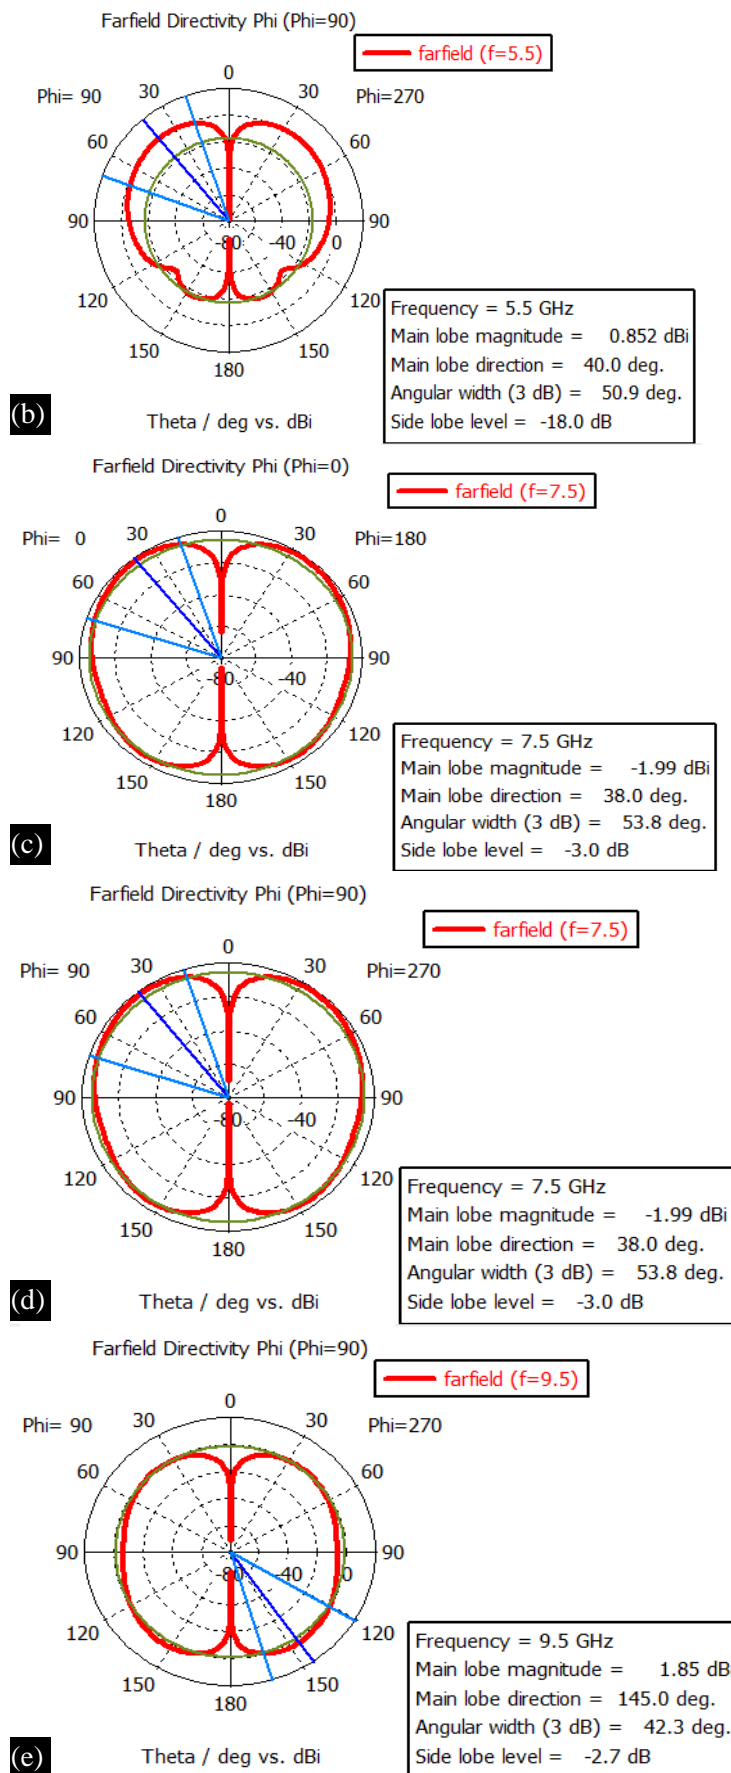 Farfield Directivity Phi (Phi=90)
farfield (f=5.5)
0
Phi= 90 30 30 Phi=270
60 60
90 -80 -40 0 90
120 120
150 150
180
Frequency = 5.5 GHz
Main lobe magnitude = 0.852 dBi
Main lobe direction = 40.0 deg.
Angular width (3 dB) = 50.9 deg.
Side lobe level = -18.0 dB
(b) Theta / deg vs. dBi
Farfield Directivity Phi (Phi=0)
farfield (f=7.5)
0
Phi= 0 30 30 Phi=180
60 60
90 -80 -40 90
120 120
150 150
180
Frequency = 7.5 GHz
Main lobe magnitude = -1.99 dBi
Main lobe direction = 38.0 deg.
Angular width (3 dB) = 53.8 deg.
Side lobe level = -3.0 dB
(c) Theta / deg vs. dBi
Farfield Directivity Phi (Phi=90)
farfield (f=7.5)
0
Phi= 90 30 30 Phi=270
60 60
90 -80 -40 90
120 120
150 150
180
Frequency = 7.5 GHz
Main lobe magnitude = -1.99 dBi
Main lobe direction = 38.0 deg.
Angular width (3 dB) = 53.8 deg.
Side lobe level = -3.0 dB
(d) Theta / deg vs. dBi
Farfield Directivity Phi (Phi=90)
farfield (f=9.5)
0
Phi= 90 30 30 Phi=270
60 60
90 -80 -40 0 90
120 120
150 150
180
Frequency = 9.5 GHz
Main lobe magnitude = 1.85 dBi
Main lobe direction = 145.0 deg.
Angular width (3 dB) = 42.3 deg.
Side lobe level = -2.7 dB
(e) Theta / deg vs. dBi